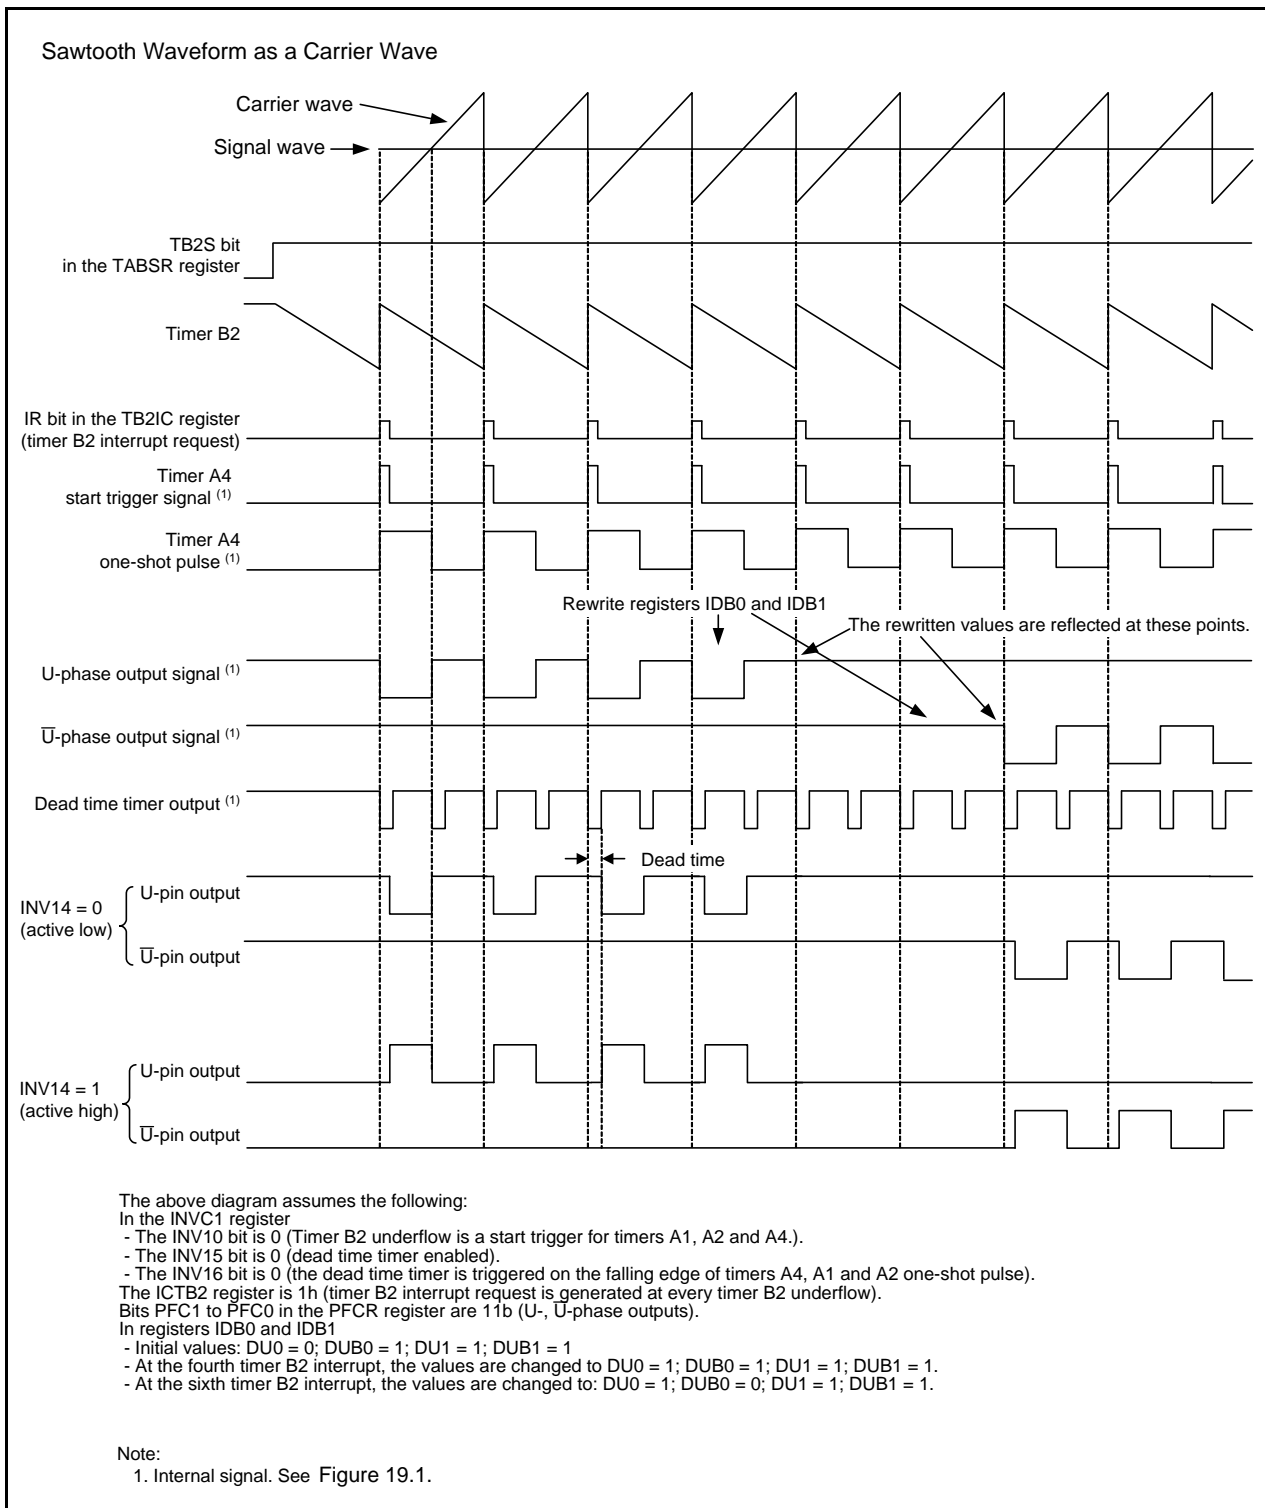 Sawtooth Waveform as a Carrier Wave
Carrier wave
Signal wave
TB2S bit
in the TABSR register
Timer B2
IR bit in the TB2IC register
(timer B2 interrupt request)
Timer A4
start trigger signal (1)
Timer A4
one-shot pulse (1)
Rewrite registers IDB0 and IDB1
The rewritten values are reflected at these points.
U-phase output signal (1)
U̅-phase output signal (1)
Dead time timer output (1)
Dead time
INV14 = 0
(active low)
U-pin output
U̅-pin output
INV14 = 1
(active high)
U-pin output
U̅-pin output
The above diagram assumes the following:
In the INVC1 register
- The INV10 bit is 0 (Timer B2 underflow is a start trigger for timers A1, A2 and A4.).
- The INV15 bit is 0 (dead time timer enabled).
- The INV16 bit is 0 (the dead time timer is triggered on the falling edge of timers A4, A1 and A2 one-shot pulse).
The ICTB2 register is 1h (timer B2 interrupt request is generated at every timer B2 underflow).
Bits PFC1 to PFC0 in the PFCR register are 11b (U-, U̅-phase outputs).
In registers IDB0 and IDB1
- Initial values: DU0 = 0; DUB0 = 1; DU1 = 1; DUB1 = 1
- At the fourth timer B2 interrupt, the values are changed to DU0 = 1; DUB0 = 1; DU1 = 1; DUB1 = 1.
- At the sixth timer B2 interrupt, the values are changed to: DU0 = 1; DUB0 = 0; DU1 = 1; DUB1 = 1.
Note:
1. Internal signal. See Figure 19.1.